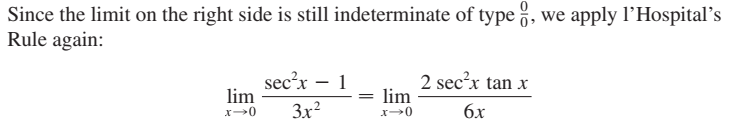 Since the limit on the right side is still indeterminate of type 0/0, we apply l'Hospital's
Rule again:
lim x→0 (sec²x − 1)/(3x²) = lim x→0 (2 sec²x tan x)/(6x)